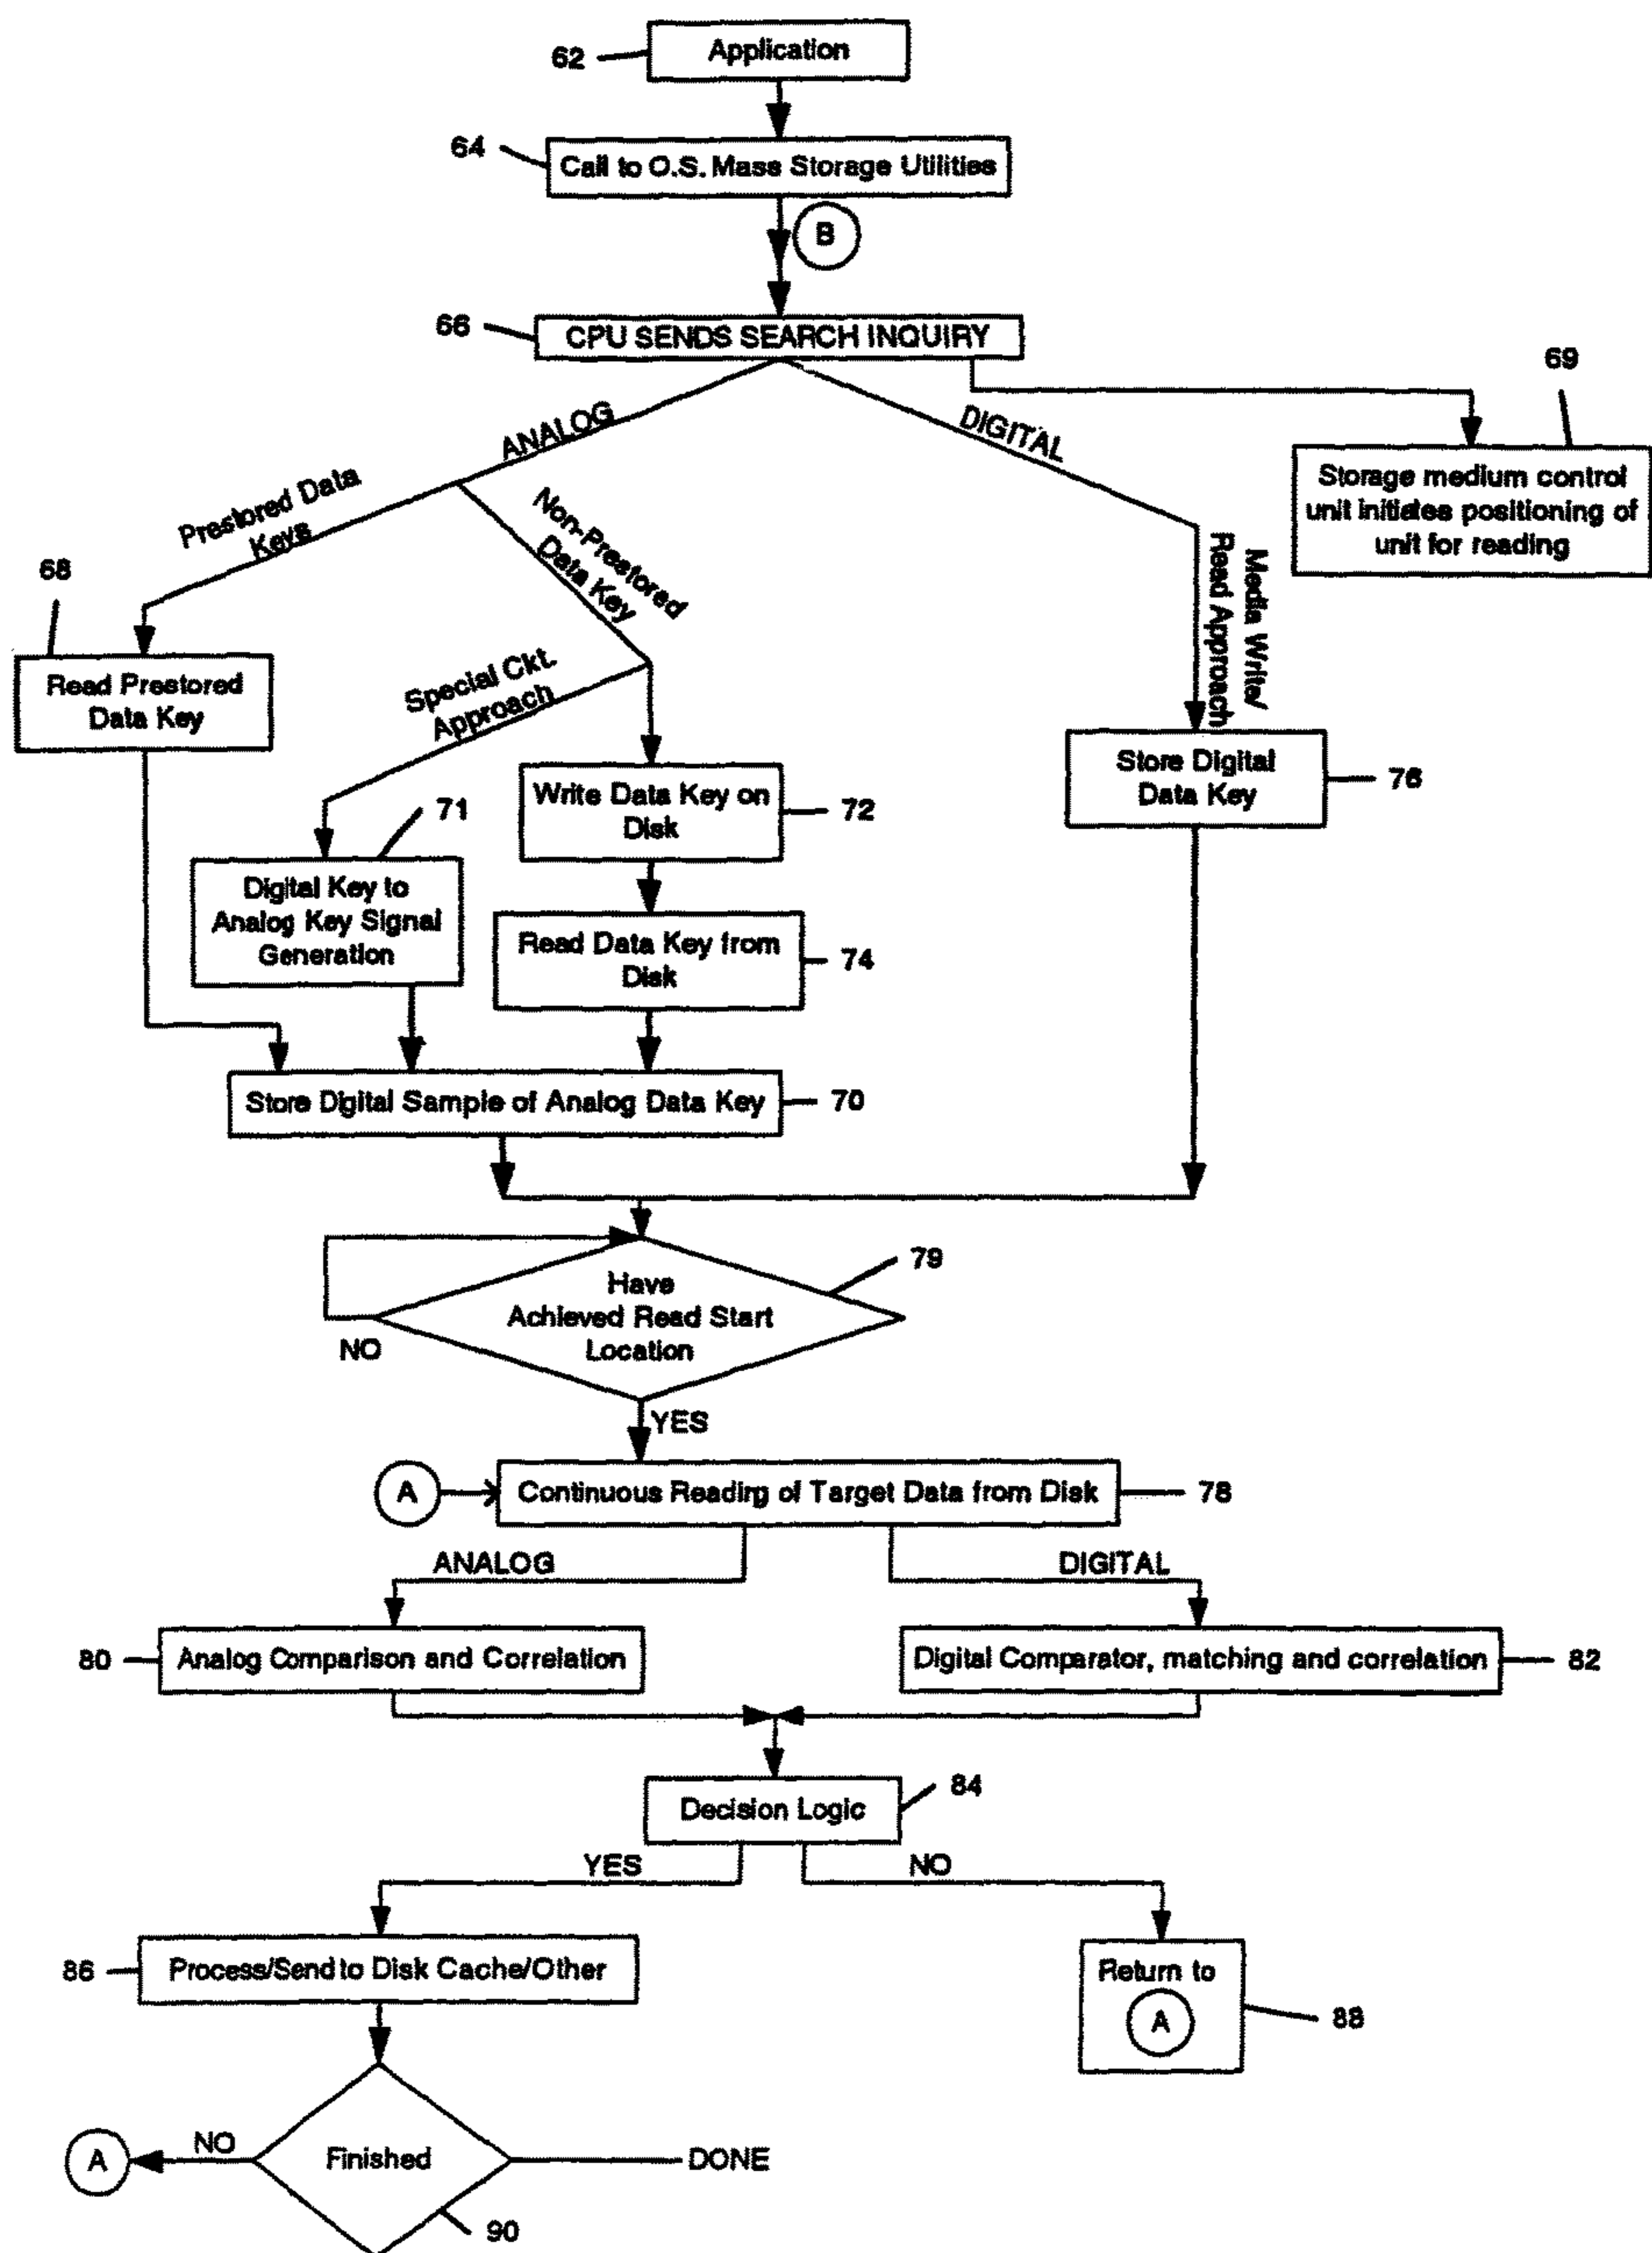 62
Application
64
Call to O.S. Mass Storage Utilities
B
66
CPU SENDS SEARCH INQUIRY
69
ANALOG
DIGITAL
Storage medium control
unit initiates positioning of
unit for reading
Prestored Data
Keys
Non-Prestored
Data Key
Media Write/
Read Approach
68
Read Prestored
Data Key
Special Ckt.
Approach
71
Write Data Key on
Disk
72
Store Digital
Data Key
76
Digital Key to
Analog Key Signal
Generation
Read Data Key from
Disk
74
Store Digital Sample of Analog Data Key
70
79
Have
Achieved Read Start
Location
NO
YES
A
Continuous Reading of Target Data from Disk
78
ANALOG
DIGITAL
80
Analog Comparison and Correlation
Digital Comparator, matching and correlation
82
84
Decision Logic
YES
NO
86
Process/Send to Disk Cache/Other
Return to
A
88
A
NO
Finished
DONE
90